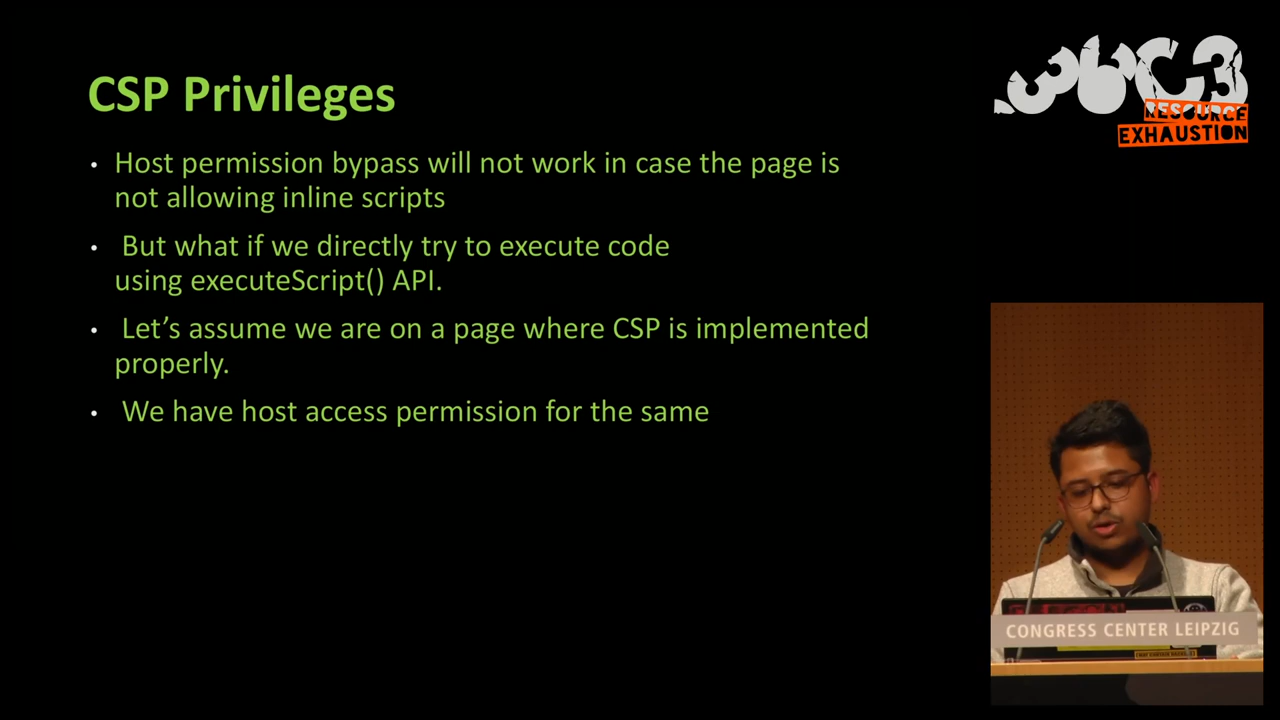 CSP Privileges
• Host permission bypass will not work in case the page is
not allowing inline scripts
• But what if we directly try to execute code
using executeScript() API.
• Let’s assume we are on a page where CSP is implemented
properly.
• We have host access permission for the same
36C3
RESOURCE
EXHAUSTION
CONGRESS CENTER LEIPZIG